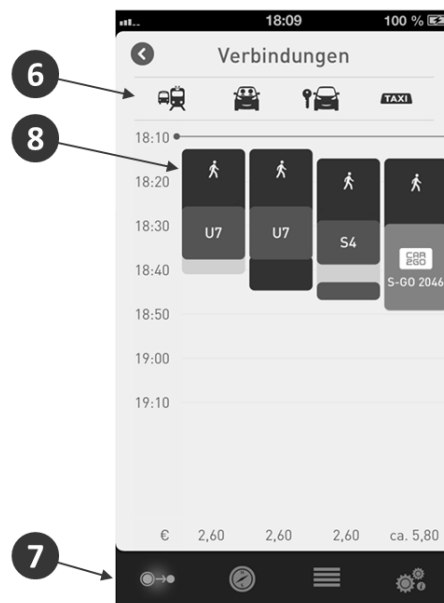 18:09 100 %
Verbindungen
6
TAXI
8
18:10
18:20
18:30
U7 U7 S4
CAR2GO
18:40
S-GO 2046
18:50
19:00
19:10
€ 2,60 2,60 2,60 ca. 5,80
7